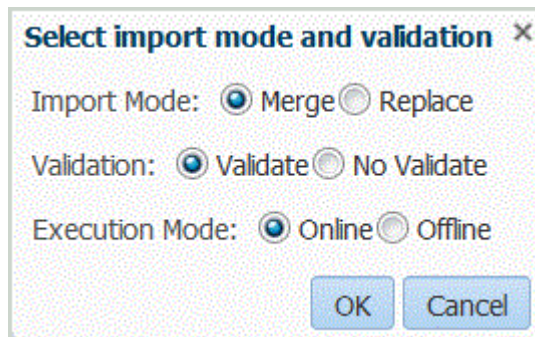 Select import mode and validation ×
Import Mode: Merge Replace
Validation: Validate No Validate
Execution Mode: Online Offline
OK Cancel